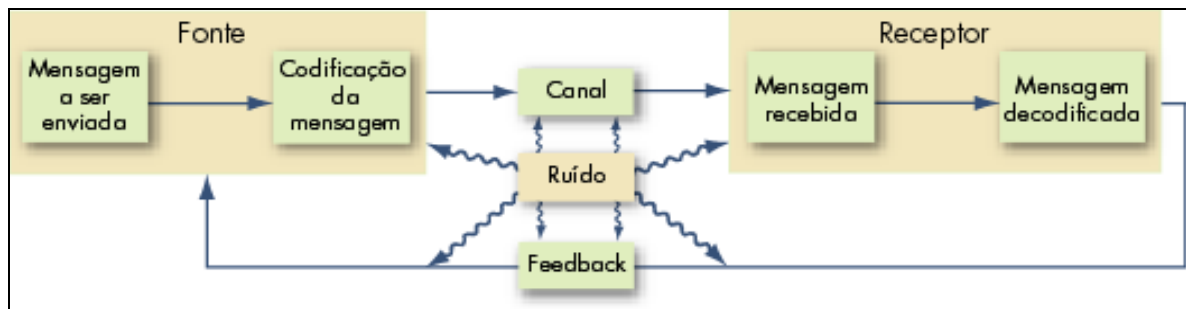 Fonte
Mensagem
a ser
enviada
Codificação
da
mensagem
Canal
Ruído
Feedback
Receptor
Mensagem
recebida
Mensagem
decodificada